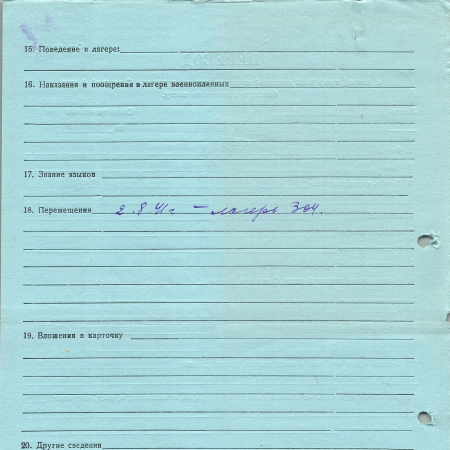 15. Поведение в лагере:
16. Наказания и поощрения в лагере военнопленных
17. Знание языков
18. Перемещения 2.8.41 г – лагерь 304.
19. Вложения в карточку
20. Другие сведения